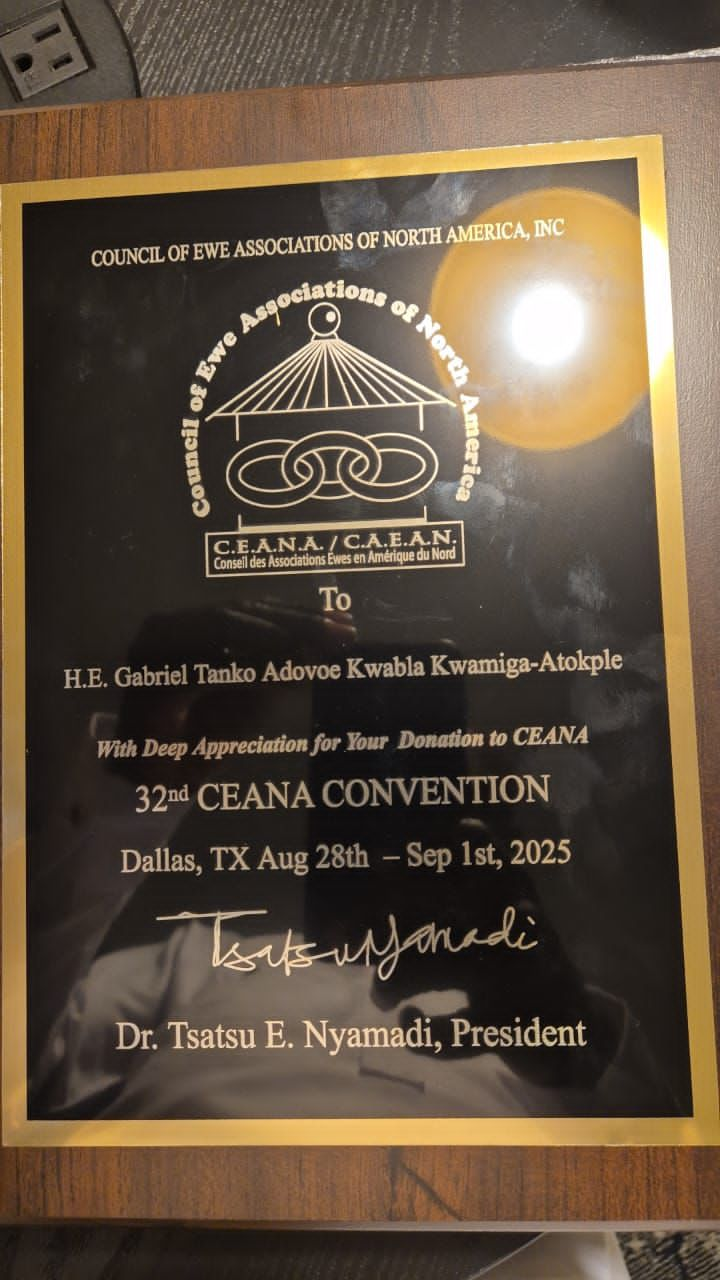 COUNCIL OF EWE ASSOCIATIONS OF NORTH AMERICA, INC
Council of Ewe Associations of North America
C.E.A.N.A. / C.A.E.A.N.
Conseil des Associations Ewes en Amérique du Nord
To
H.E. Gabriel Tanko Adovoe Kwabla Kwamiga-Atokple
With Deep Appreciation for Your Donation to CEANA
32nd CEANA CONVENTION
Dallas, TX Aug 28th – Sep 1st, 2025
Tsatsu Nyamadi
Dr. Tsatsu E. Nyamadi, President